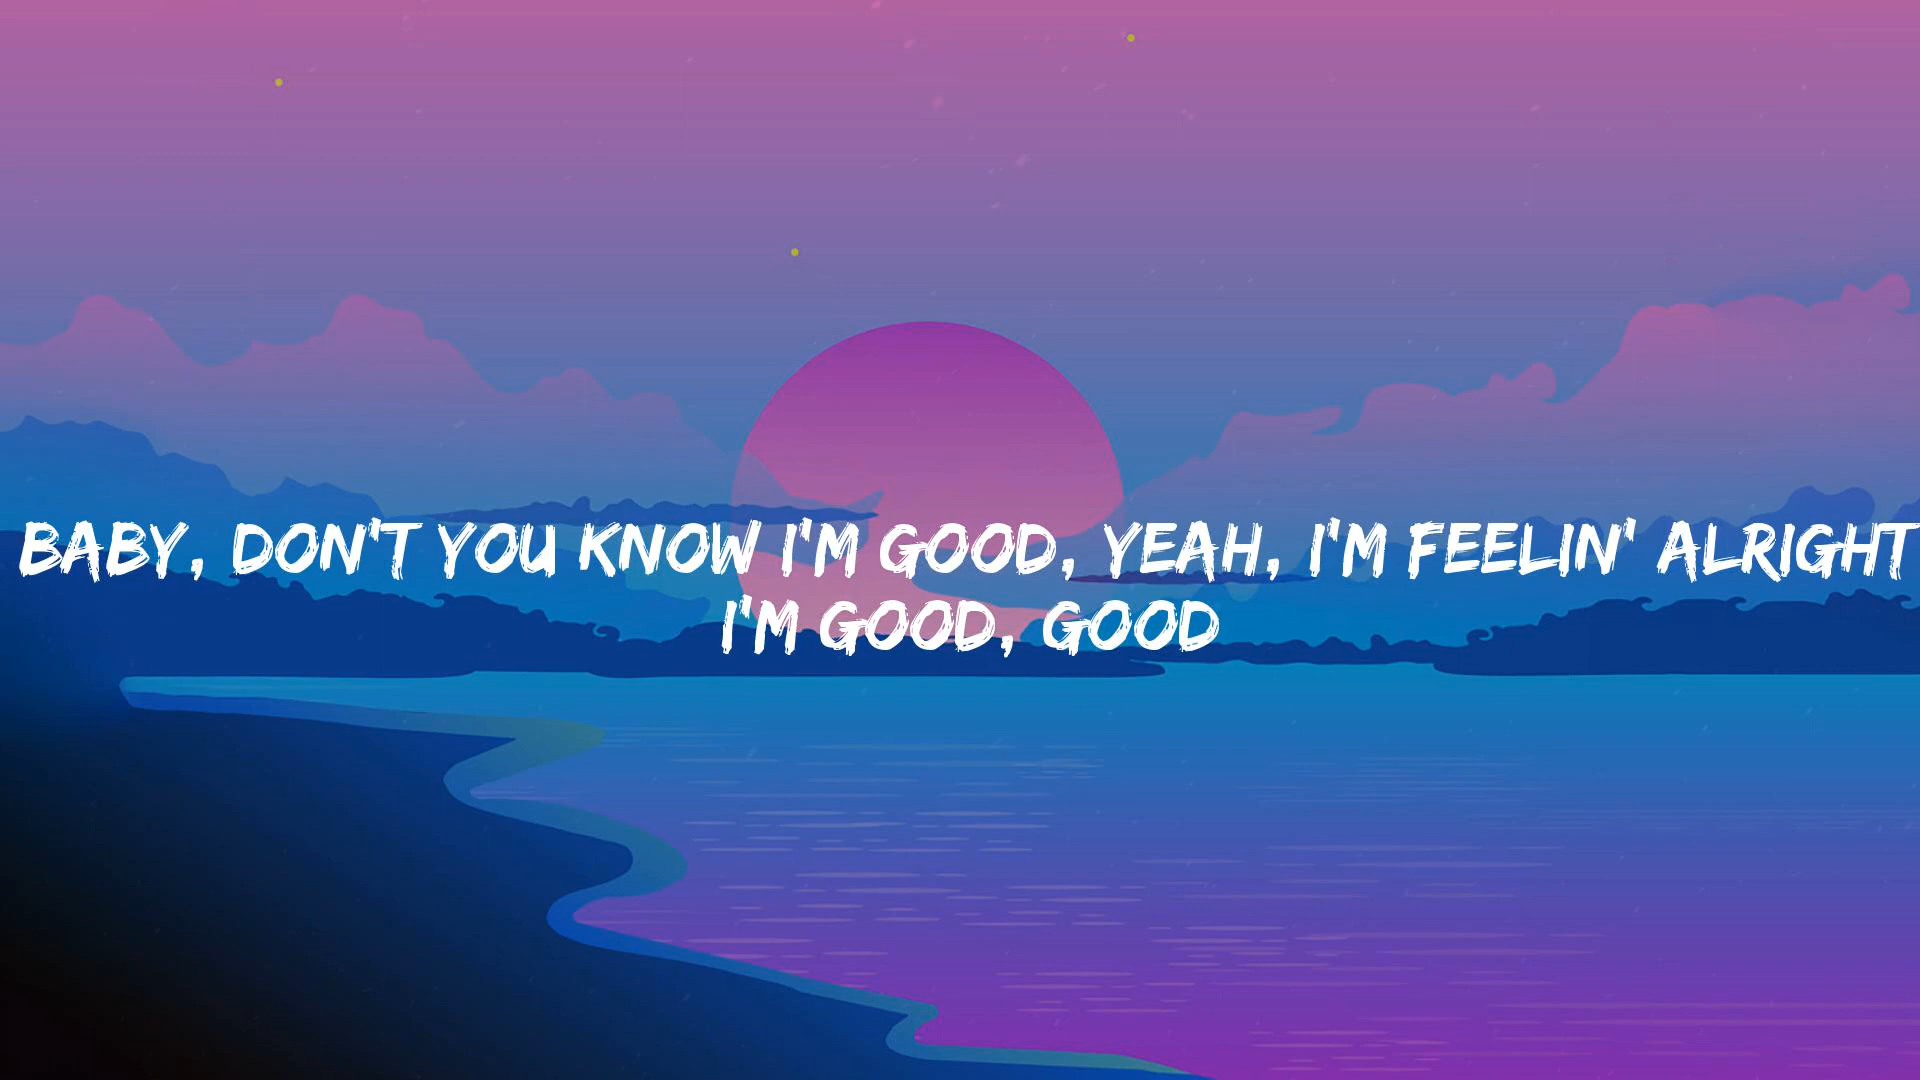 BABY, DON'T YOU KNOW I'M GOOD, YEAH, I'M FEELIN' ALRIGHT
I'M GOOD, GOOD